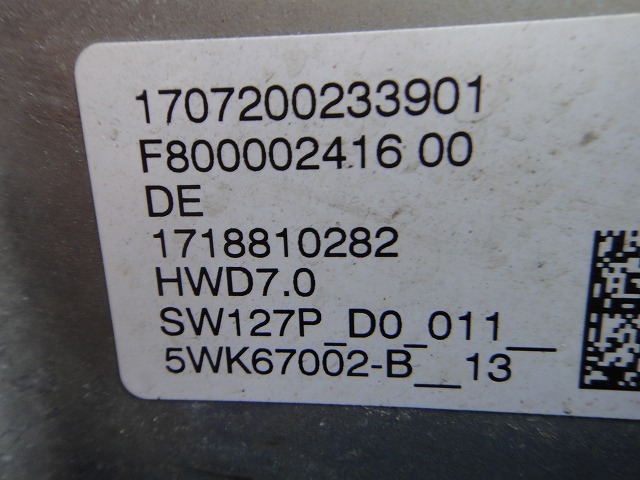 1707200233901
F800002416 00
DE
1718810282
HWD7.0
SW127P_D0_011__
5WK67002-B__13